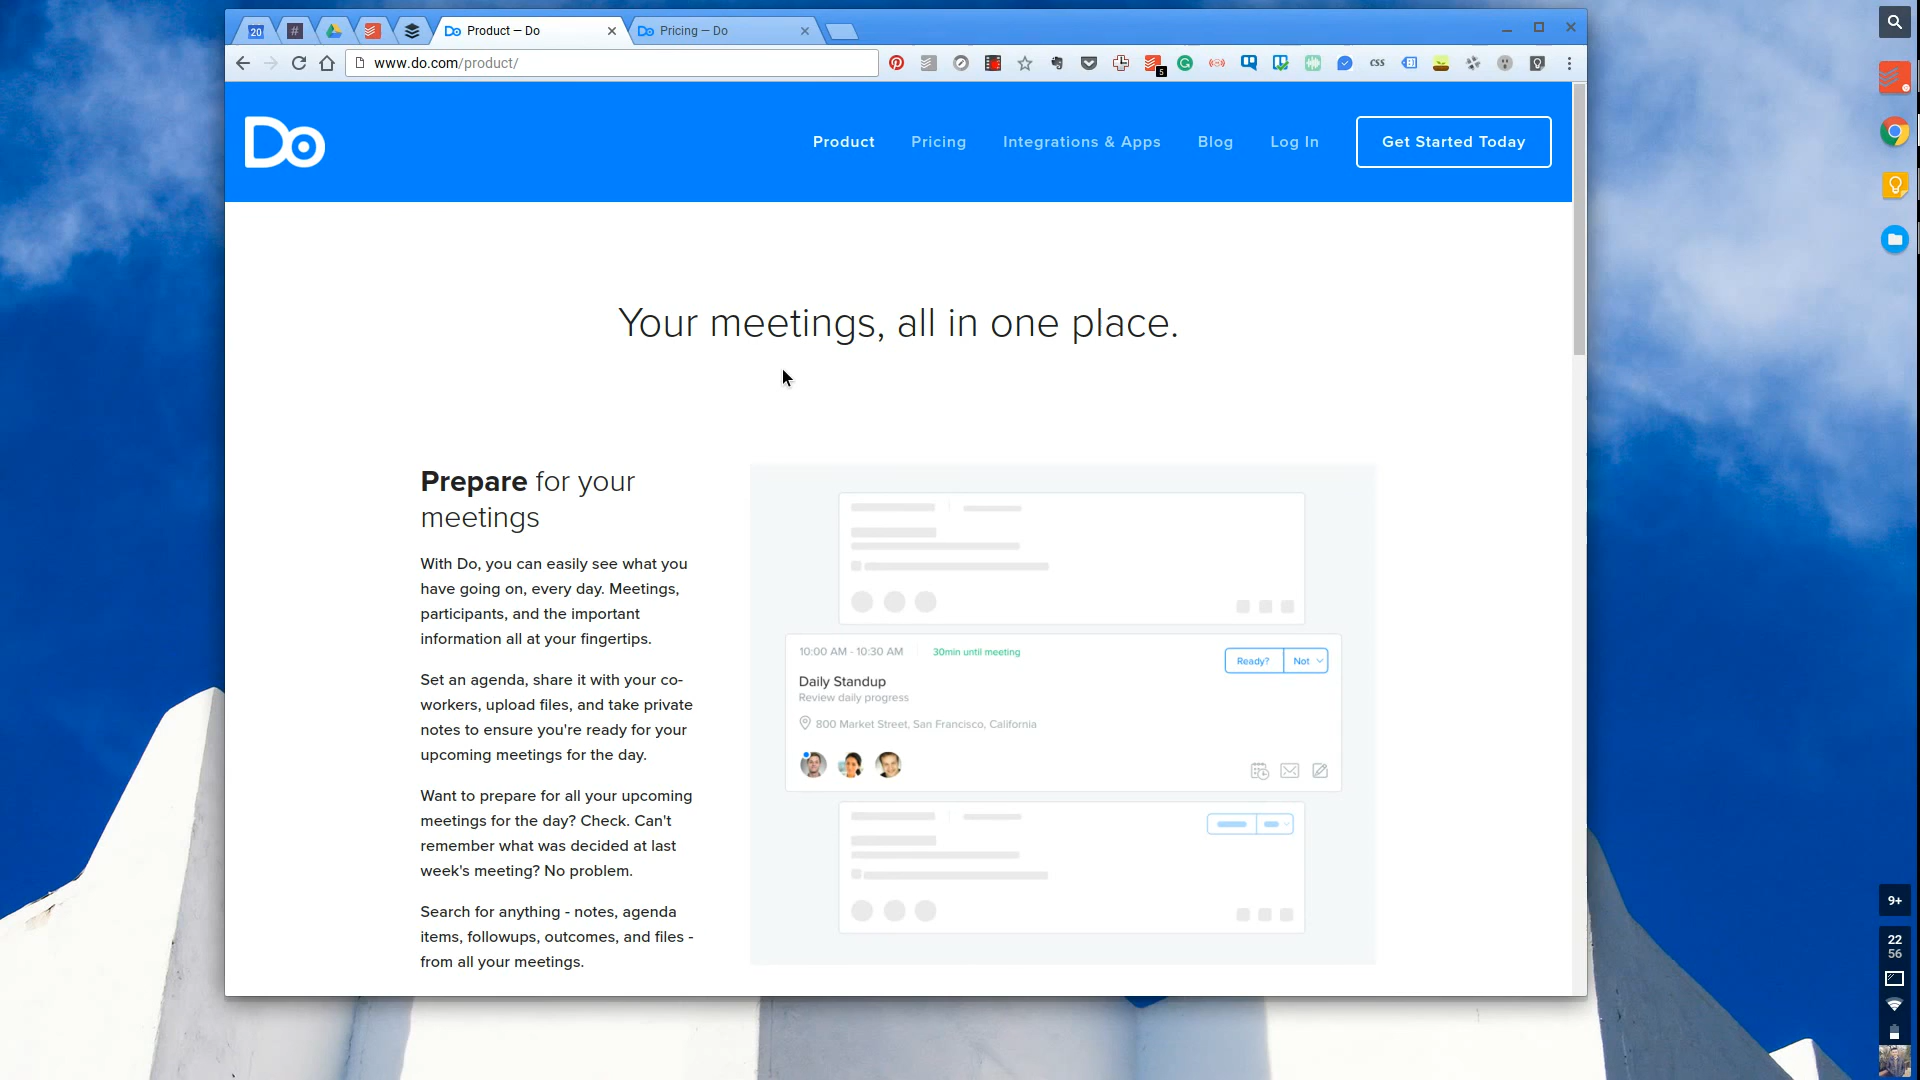 20
#
Product — Do
Pricing — Do
www.do.com/product/
5
css
Do
Product
Pricing
Integrations & Apps
Blog
Log In
Get Started Today
Your meetings, all in one place.
Prepare for your
meetings
With Do, you can easily see what you
have going on, every day. Meetings,
participants, and the important
information all at your fingertips.
Set an agenda, share it with your co-
workers, upload files, and take private
notes to ensure you're ready for your
upcoming meetings for the day.
Want to prepare for all your upcoming
meetings for the day? Check. Can't
remember what was decided at last
week's meeting? No problem.
Search for anything - notes, agenda
items, followups, outcomes, and files -
from all your meetings.
10:00 AM - 10:30 AM
30min until meeting
Ready?
Not
Daily Standup
Review daily progress
800 Market Street, San Francisco, California
9+
22
56